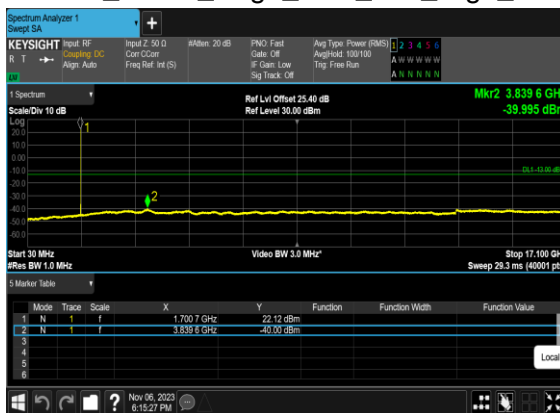 Spectrum Analyzer 1
Swept SA
+
KEYSIGHT Input: RF Input Z: 50 Ω #Atten: 20 dB PNO: Fast Avg Type: Power (RMS) 1 2 3 4 5 6
R T Coupling: DC Corr CCorr Gate: Off Avg|Hold: 100/100 A W W W W W
Align: Auto Freq Ref: Int (S) IF Gain: Low Trig: Free Run
Sig Track: Off A N N N N N
LU
1 Spectrum Ref Lvl Offset 25.40 dB Mkr2 3.839 6 GH
Scale/Div 10 dB Ref Level 30.00 dBm -39.995 dBr
Log
20.0
10.0
0.00
-10.0
-20.0
-30.0
-40.0
-50.0
-60.0
1
2
DL1 -13.00 dB
Start 30 MHz Video BW 3.0 MHz* Stop 17.100 GH
#Res BW 1.0 MHz Sweep 29.3 ms (40001 pt
5 Marker Table
Mode Trace Scale X Y Function Function Width Function Value
1 N 1 f 1.700 7 GHz 22.12 dBm
2 N 1 f 3.839 6 GHz -40.00 dBm
3
4
5
6
Local
? Nov 06, 2023
6:15:27 PM